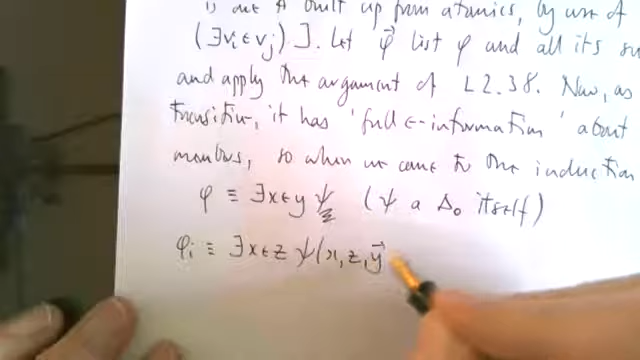 built up from atomics, by use of
(∃vᵢ ∈ vⱼ).]. Let φ⃗ list φ and all its su
and apply the argument of L2.38. Now, as
transitive, it has 'full ∈-information' about
members, so when we come to the induction
φ ≡ ∃x∈y ψ (ψ a Δ₀ itself)
φᵢ ≡ ∃x∈z ψ(x, z, y⃗